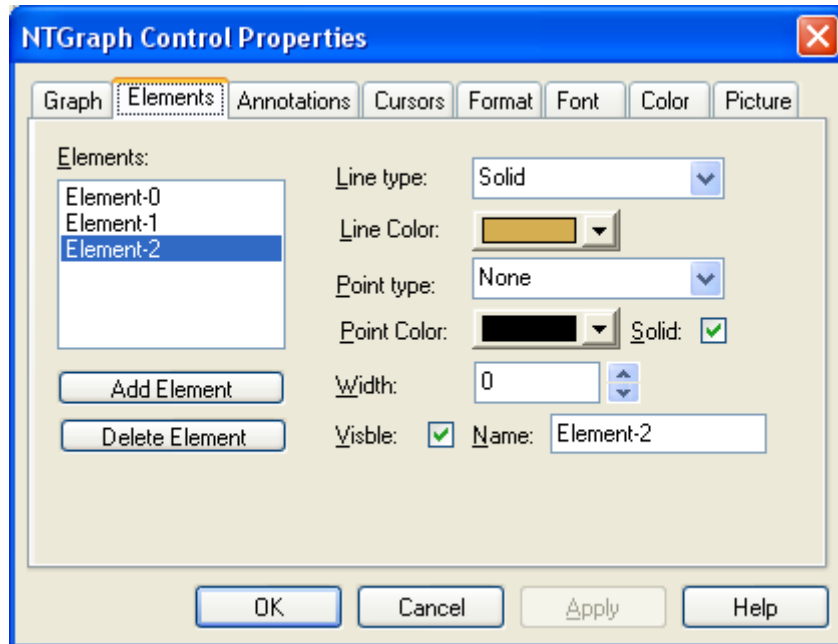 NTGraph Control Properties
Graph Elements Annotations Cursors Format Font Color Picture
Elements:
Element-0
Element-1
Element-2
Add Element
Delete Element
Line type: Solid
Line Color:
Point type: None
Point Color: Solid:
Width: 0
Visble: Name: Element-2
OK Cancel Apply Help